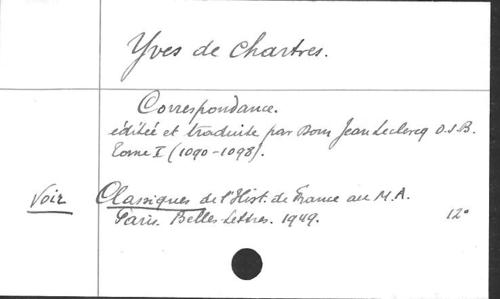 Yves de Chartres.
Correspondance.
éditée et traduite par Dom Jean Leclercq O.S.B.
Tome I (1090-1098).
Voir Classiques de l'Hist. de France au M.A.
Paris. Belles-Lettres. 1949. 12°